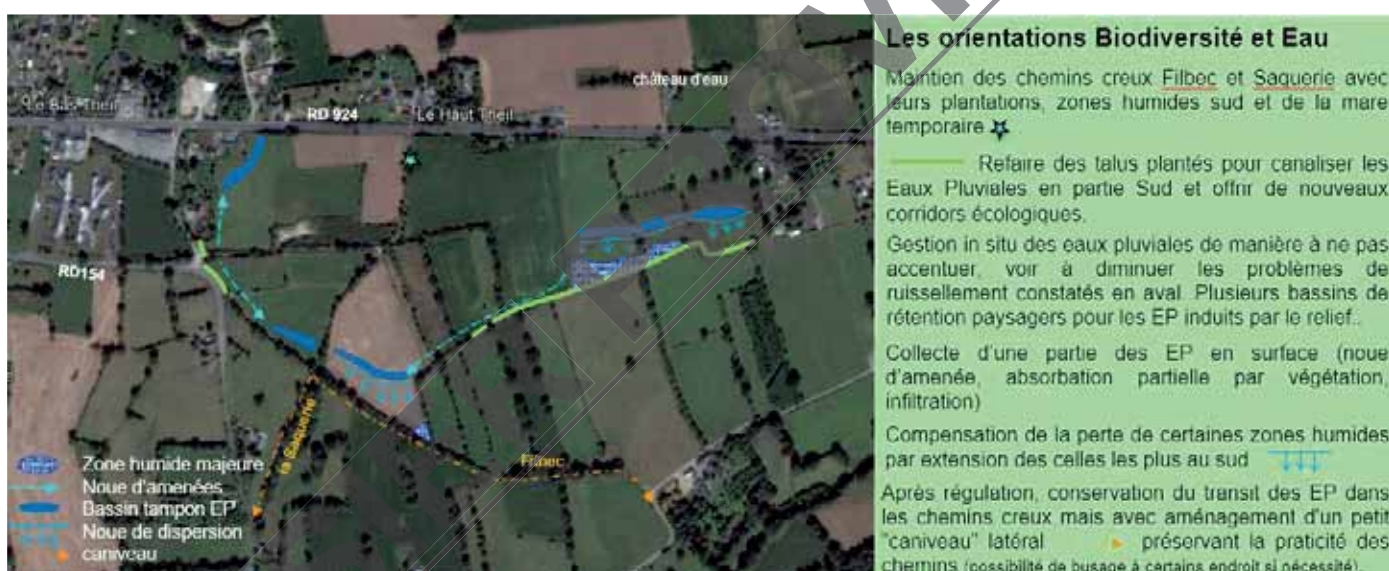 château d'eau
Le Bas Theil
RD 924
Le Haut Theil
RD154
la Saquerie
Filbec
Zone humide majeure
Noue d'amenées
Bassin tampon EP
Noue de dispersion
caniveau
Les orientations Biodiversité et Eau
Maintien des chemins creux Filbec et Saquerie avec
leurs plantations, zones humides sud et de la mare
temporaire
Refaire des talus plantés pour canaliser les
Eaux Pluviales en partie Sud et offrir de nouveaux
corridors écologiques.
Gestion in situ des eaux pluviales de manière à ne pas
accentuer, voir à diminuer les problèmes de
ruissellement constatés en aval. Plusieurs bassins de
rétention paysagers pour les EP induits par le relief..
Collecte d'une partie des EP en surface (noue
d'amenée, absorption partielle par végétation,
infiltration)
Compensation de la perte de certaines zones humides
par extension de celles les plus au sud
Après régulation, conservation du transit des EP dans
les chemins creux mais avec aménagement d'un petit
"caniveau" latéral préservant la praticité des
chemins (possibilité de busage à certains endroit si nécessité).